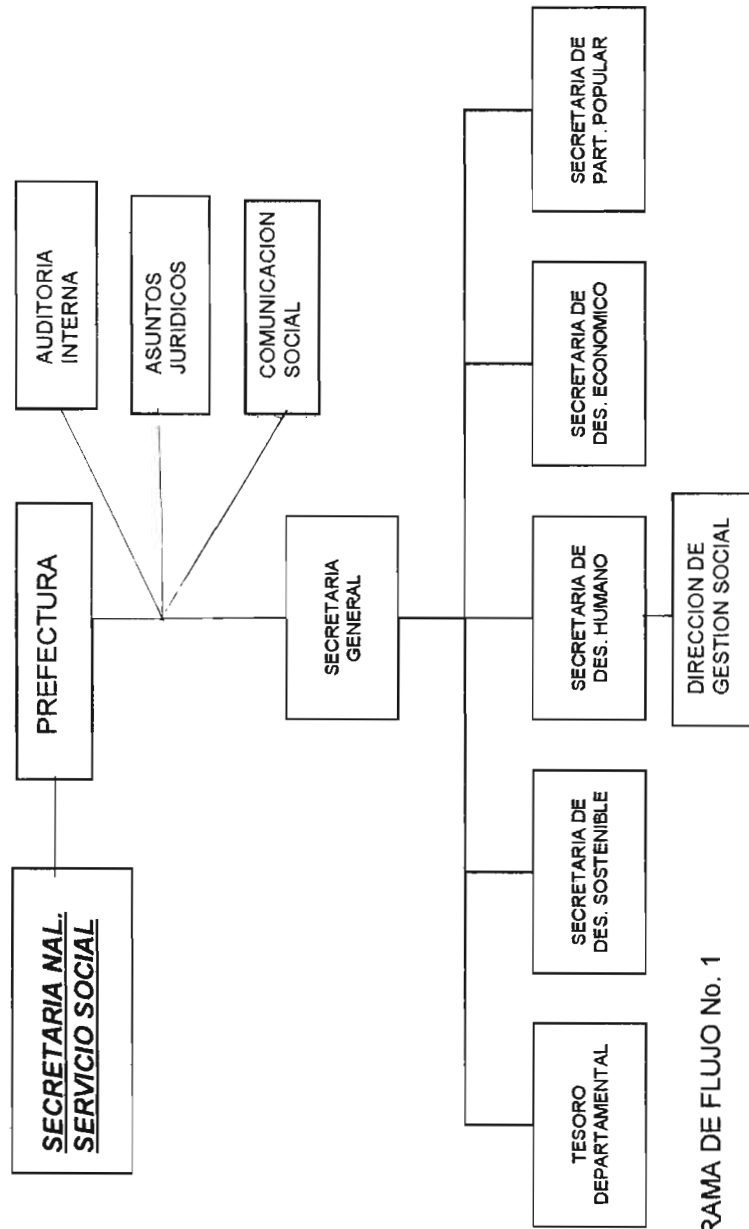 SECRETARIA NAL.
SERVICIO SOCIAL
PREFECTURA
AUDITORIA
INTERNA
ASUNTOS
JURIDICOS
COMUNICACION
SOCIAL
SECRETARIA
GENERAL
TESORO
DEPARTAMENTAL
SECRETARIA DE
DES. SOSTENIBLE
SECRETARIA DE
DES. HUMANO
SECRETARIA DE
DES. ECONOMICO
SECRETARIA DE
PART. POPULAR
DIRECCION DE
GESTION SOCIAL
RAMA DE FLUJO No. 1